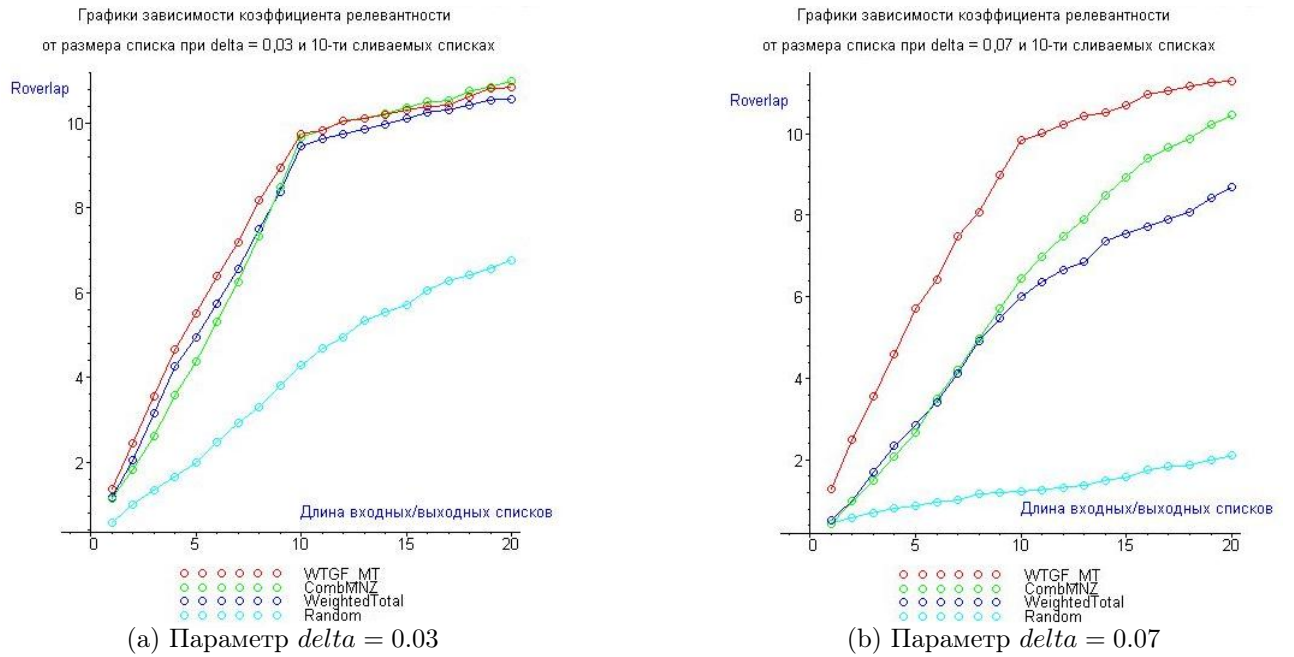 Графики зависимости коэффициента релевантности
от размера списка при delta = 0,03 и 10-ти сливаемых списках
Roverlap
10
8
6
4
2
Длина входных/выходных списков
0 5 10 15 20
WTGF_MT
CombMNZ
WeightedTotal
Random
(a) Параметр delta = 0.03
Графики зависимости коэффициента релевантности
от размера списка при delta = 0,07 и 10-ти сливаемых списках
Roverlap
10
8
6
4
2
Длина входных/выходных списков
0 5 10 15 20
WTGF_MT
CombMNZ
WeightedTotal
Random
(b) Параметр delta = 0.07